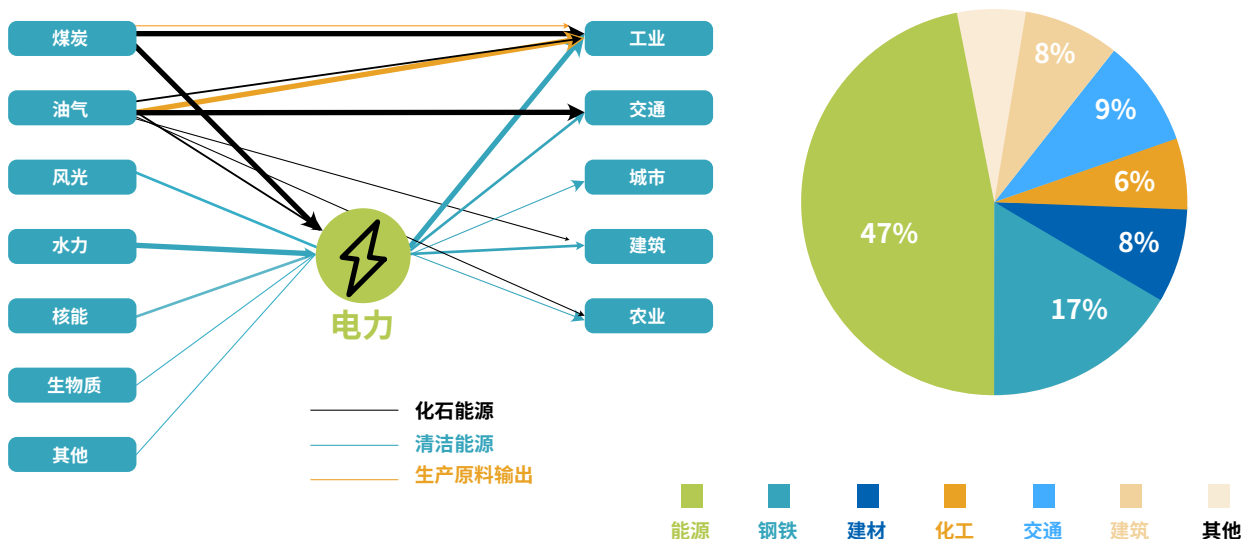 煤炭
油气
风光
水力
核能
生物质
其他
工业
交通
城市
建筑
农业
电力
化石能源
清洁能源
生产原料输出
8%
9%
6%
8%
17%
47%
能源 钢铁 建材 化工 交通 建筑 其他